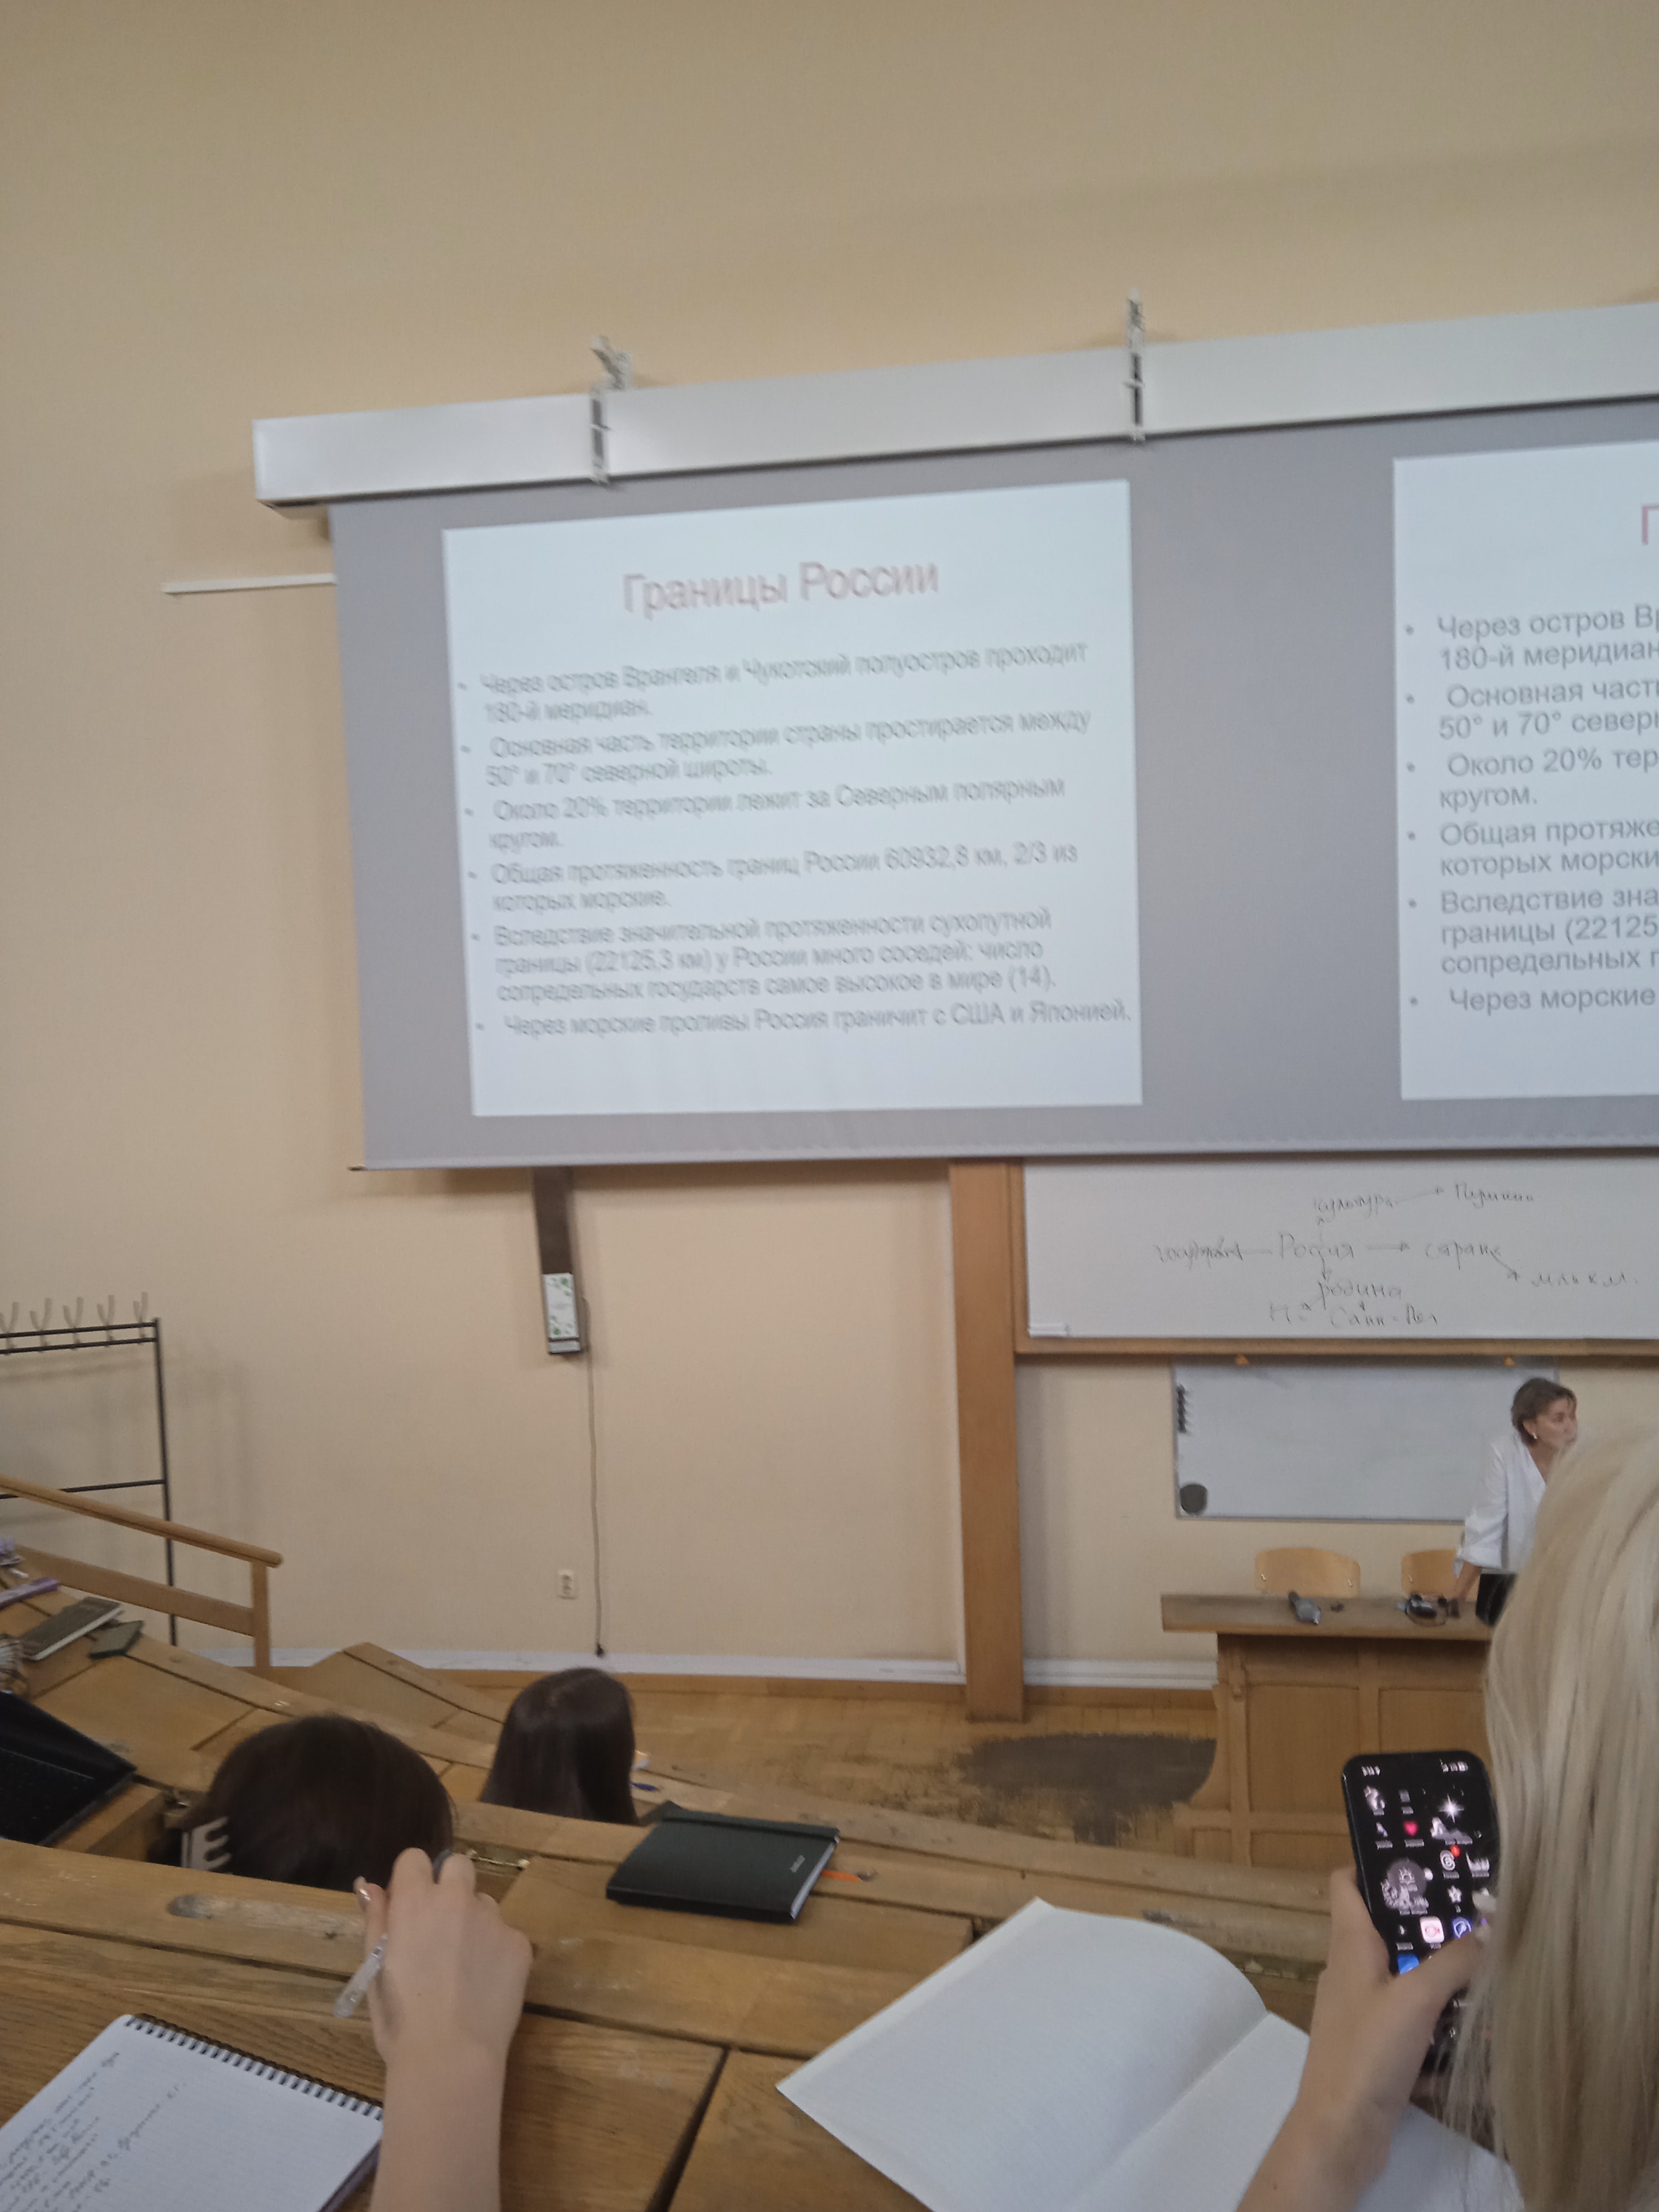 Границы России
• Через остров Врангеля и Чукотский полуостров проходит
180-й меридиан.
• Основная часть территории страны простирается между
50° и 70° северной широты.
• Около 20% территории лежит за Северным полярным
кругом.
• Общая протяженность границ России 60932,8 км, 2/3 из
которых морские.
• Вследствие значительной протяженности сухопутной
границы (22125,3 км) у России много соседей: число
сопредельных государств самое высокое в мире (14).
• Через морские проливы Россия граничит с США и Японией.
Г
• Через остров Вр
180-й меридиан
• Основная част
50° и 70° север
• Около 20% тер
кругом.
• Общая протяже
которых морски
• Вследствие зна
границы (22125
сопредельных г
• Через морские
культура
Россия
родина